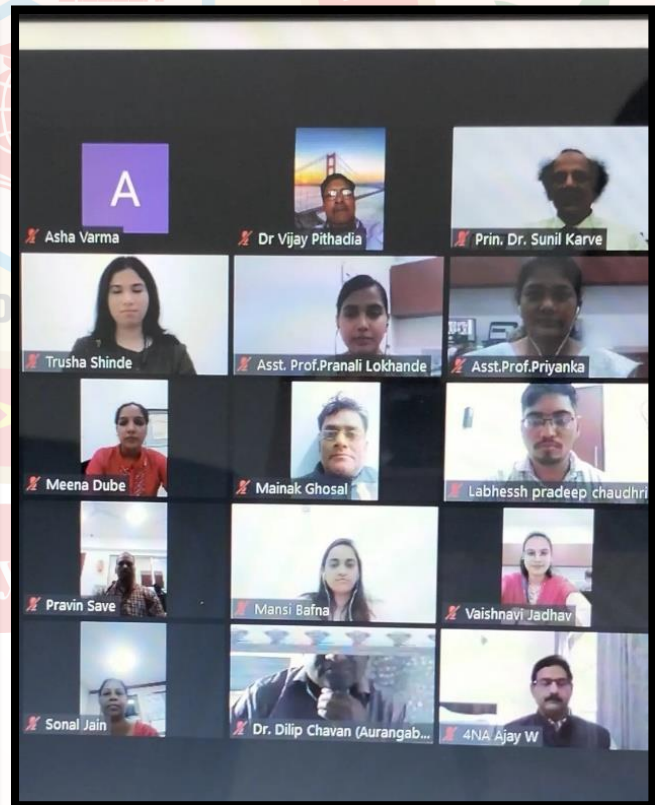 A
Asha Varma
Dr Vijay Pithadia
Prin. Dr. Sunil Karve
Trusha Shinde
Asst. Prof.Pranali Lokhande
Asst.Prof.Priyanka
Meena Dube
Mainak Ghosal
Labhessh pradeep chaudhri
Pravin Save
Mansi Bafna
Vaishnavi Jadhav
Sonal Jain
Dr. Dilip Chavan (Aurangab...
4NA Ajay W